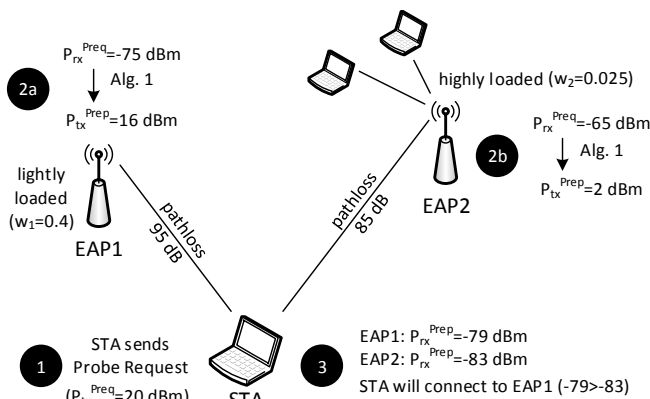 P_rx^Preq=-75 dBm
2a
Alg. 1
P_tx^Prep=16 dBm
lightly
loaded
(w₁=0.4)
EAP1
highly loaded (w₂=0.025)
P_rx^Preq=-65 dBm
2b
Alg. 1
P_tx^Prep=2 dBm
EAP2
pathloss
95 dB
pathloss
85 dB
1
STA sends
Probe Request
(P_tx^Preq=20 dBm)
STA
3
EAP1: P_rx^Prep=-79 dBm
EAP2: P_rx^Prep=-83 dBm
STA will connect to EAP1 (-79>-83)